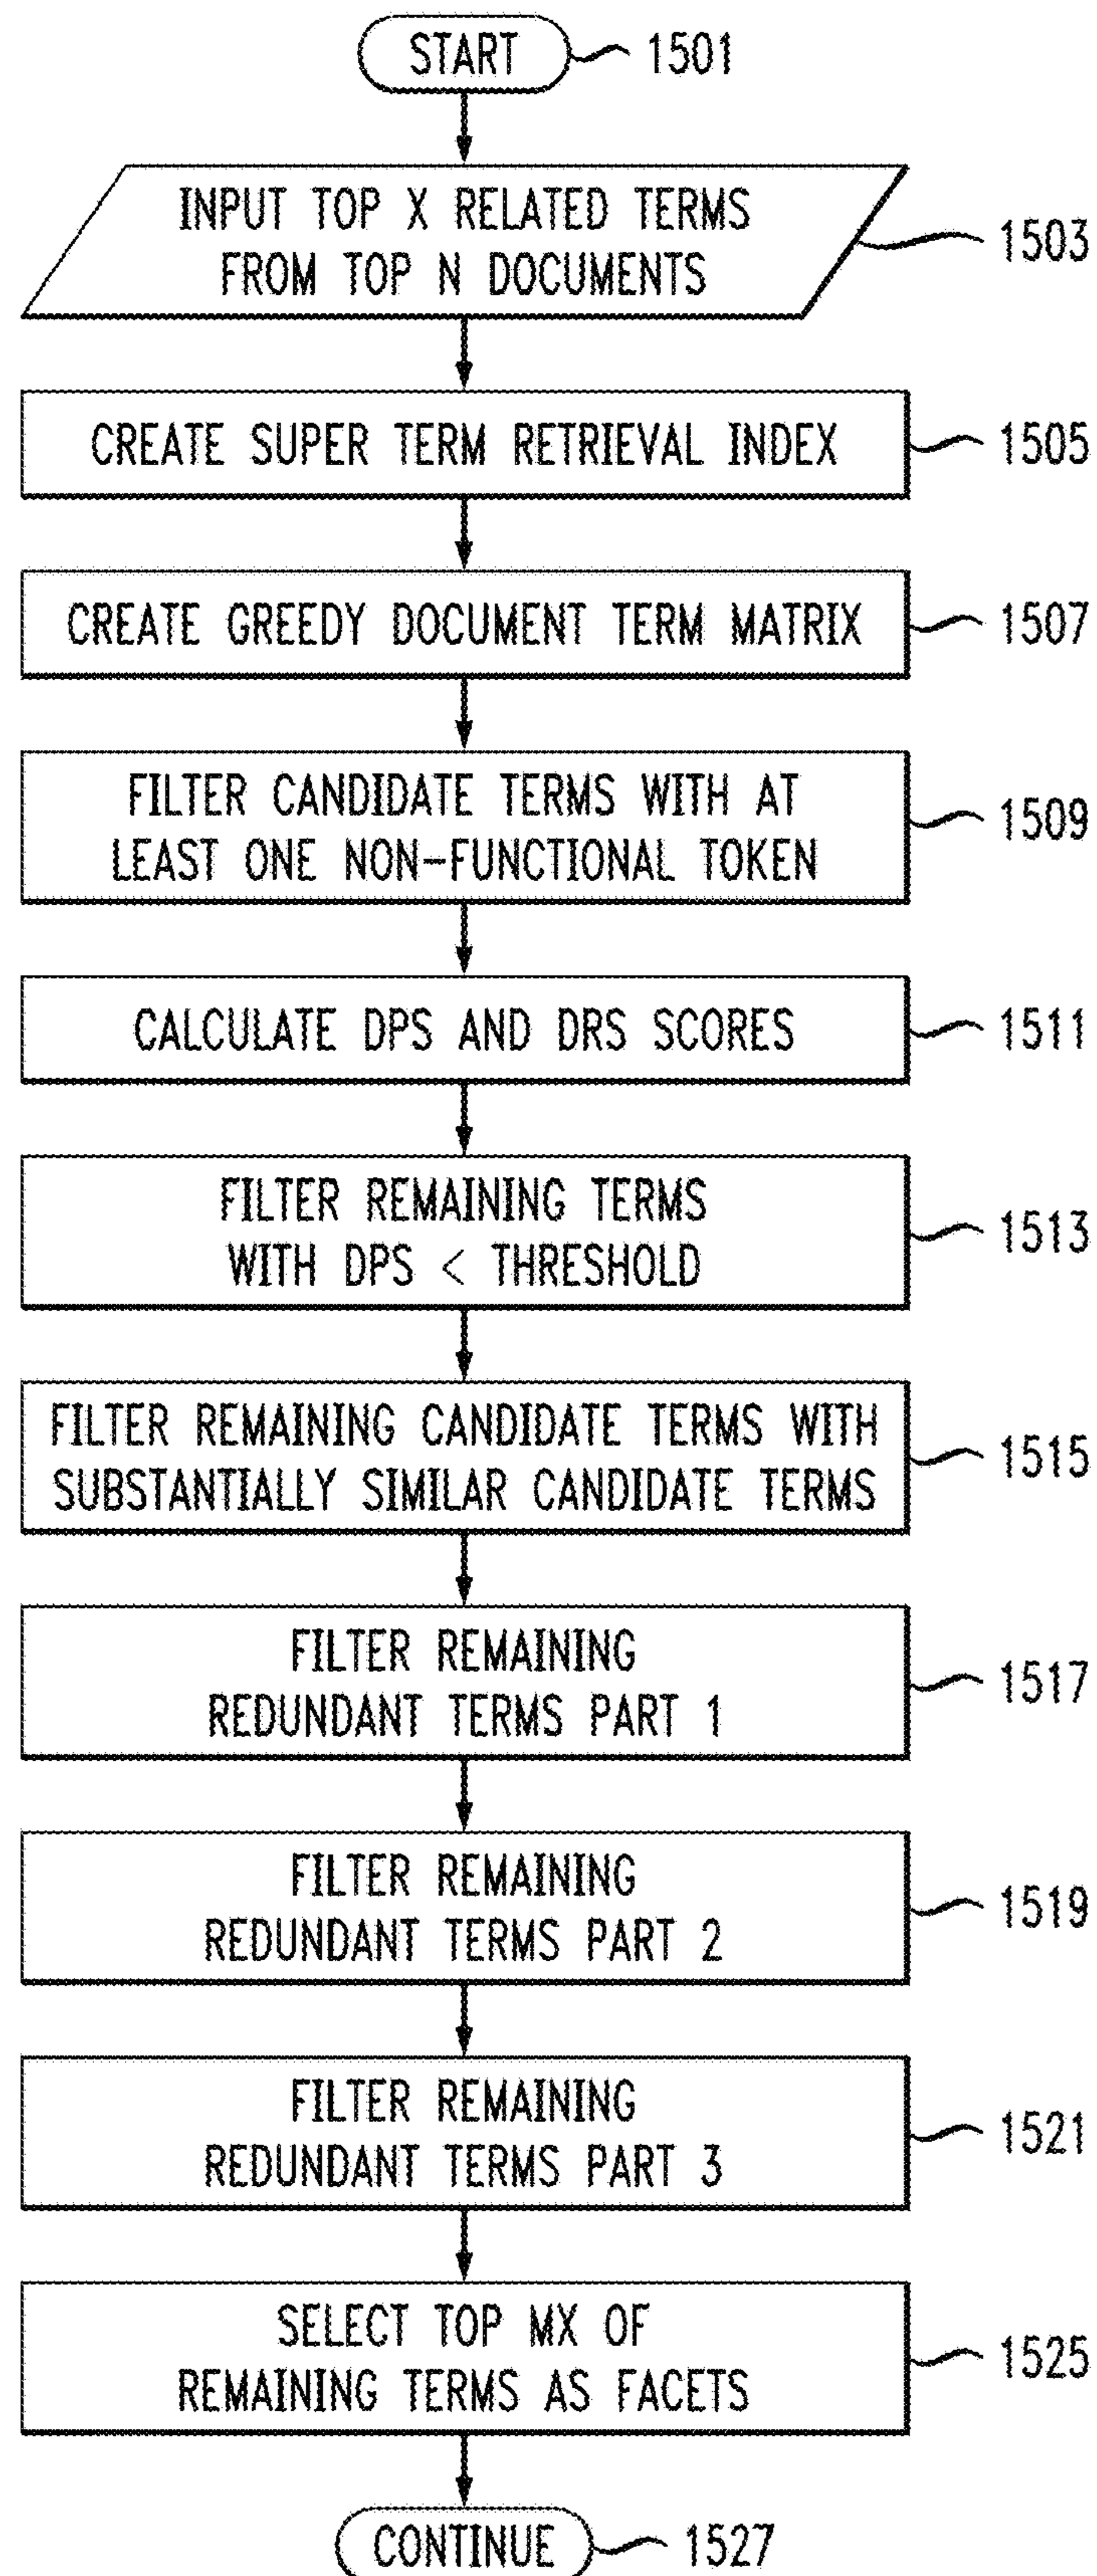 START 1501
INPUT TOP X RELATED TERMS
FROM TOP N DOCUMENTS
1503
CREATE SUPER TERM RETRIEVAL INDEX 1505
CREATE GREEDY DOCUMENT TERM MATRIX 1507
FILTER CANDIDATE TERMS WITH AT
LEAST ONE NON-FUNCTIONAL TOKEN
1509
CALCULATE DPS AND DRS SCORES 1511
FILTER REMAINING TERMS
WITH DPS < THRESHOLD
1513
FILTER REMAINING CANDIDATE TERMS WITH
SUBSTANTIALLY SIMILAR CANDIDATE TERMS
1515
FILTER REMAINING
REDUNDANT TERMS PART 1
1517
FILTER REMAINING
REDUNDANT TERMS PART 2
1519
FILTER REMAINING
REDUNDANT TERMS PART 3
1521
SELECT TOP MX OF
REMAINING TERMS AS FACETS
1525
CONTINUE 1527